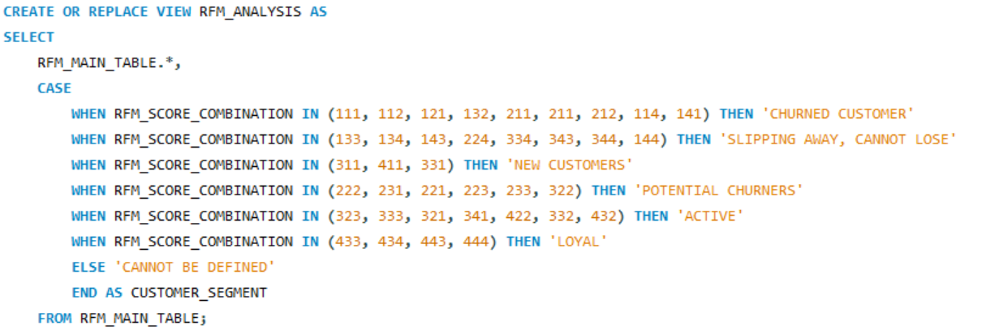 CREATE OR REPLACE VIEW RFM_ANALYSIS AS
SELECT
    RFM_MAIN_TABLE.*,
    CASE
        WHEN RFM_SCORE_COMBINATION IN (111, 112, 121, 132, 211, 211, 212, 114, 141) THEN 'CHURNED CUSTOMER'
        WHEN RFM_SCORE_COMBINATION IN (133, 134, 143, 224, 334, 343, 344, 144) THEN 'SLIPPING AWAY, CANNOT LOSE'
        WHEN RFM_SCORE_COMBINATION IN (311, 411, 331) THEN 'NEW CUSTOMERS'
        WHEN RFM_SCORE_COMBINATION IN (222, 231, 221, 223, 233, 322) THEN 'POTENTIAL CHURNERS'
        WHEN RFM_SCORE_COMBINATION IN (323, 333, 321, 341, 422, 332, 432) THEN 'ACTIVE'
        WHEN RFM_SCORE_COMBINATION IN (433, 434, 443, 444) THEN 'LOYAL'
        ELSE 'CANNOT BE DEFINED'
        END AS CUSTOMER_SEGMENT
    FROM RFM_MAIN_TABLE;